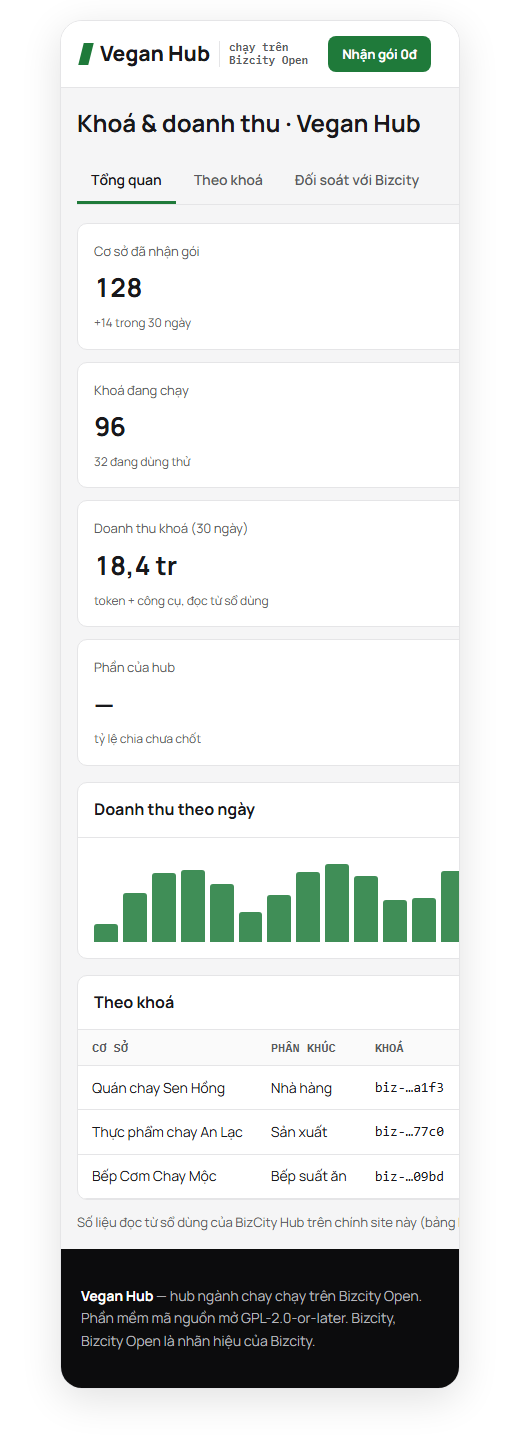 Vegan Hub
chạy trên
Bizcity Open
Nhận gói 0đ
Khoá & doanh thu · Vegan Hub
Tổng quan
Theo khoá
Đối soát với Bizcity
Cơ sở đã nhận gói
128
+14 trong 30 ngày
Khoá đang chạy
96
32 đang dùng thử
Doanh thu khoá (30 ngày)
18,4 tr
token + công cụ, đọc từ sổ dùng
Phần của hub
—
tỷ lệ chia chưa chốt
Doanh thu theo ngày
Theo khoá
CƠ SỞ PHÂN KHÚC KHOÁ
Quán chay Sen Hồng Nhà hàng biz-…a1f3
Thực phẩm chay An Lạc Sản xuất biz-…77c0
Bếp Cơm Chay Mộc Bếp suất ăn biz-…09bd
Số liệu đọc từ sổ dùng của BizCity Hub trên chính site này (bảng
Vegan Hub — hub ngành chay chạy trên Bizcity Open.
Phần mềm mã nguồn mở GPL-2.0-or-later. Bizcity,
Bizcity Open là nhãn hiệu của Bizcity.